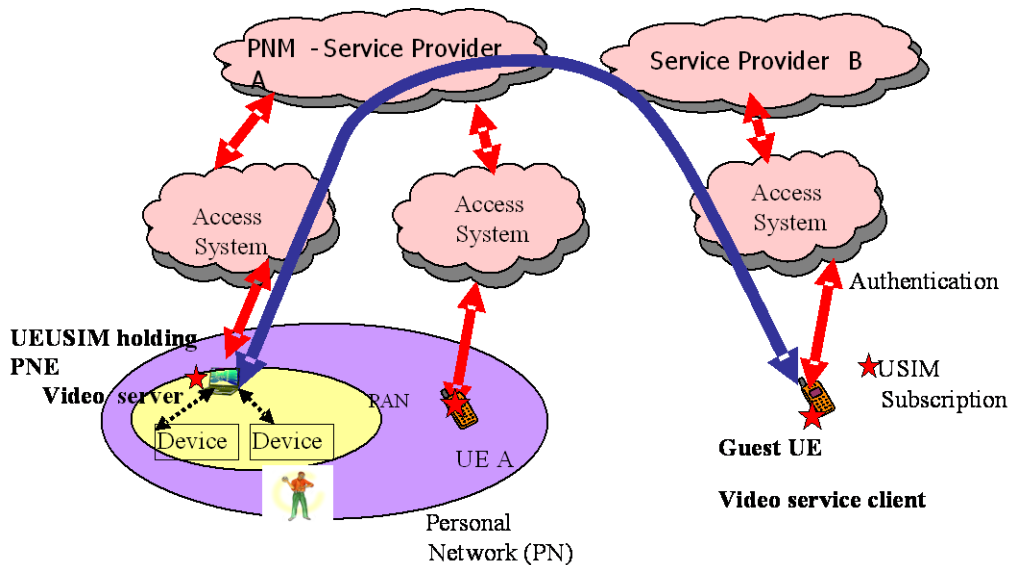 PNM - Service Provider
A
Service Provider B
Access
System
Access
System
Access
System
Authentication
UEUSIM holding
PNE
Video server
PAN
Device
Device
UE A
USIM
Subscription
Guest UE
Video service client
Personal
Network (PN)